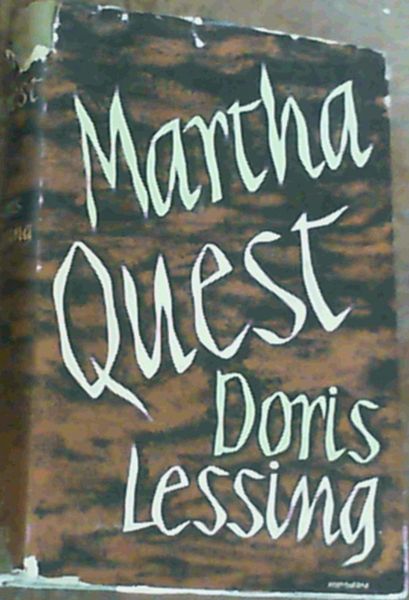 Martha
Quest
Doris
Lessing